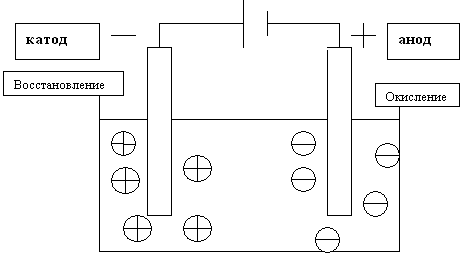 катод
анод
Восстановление
Окисление